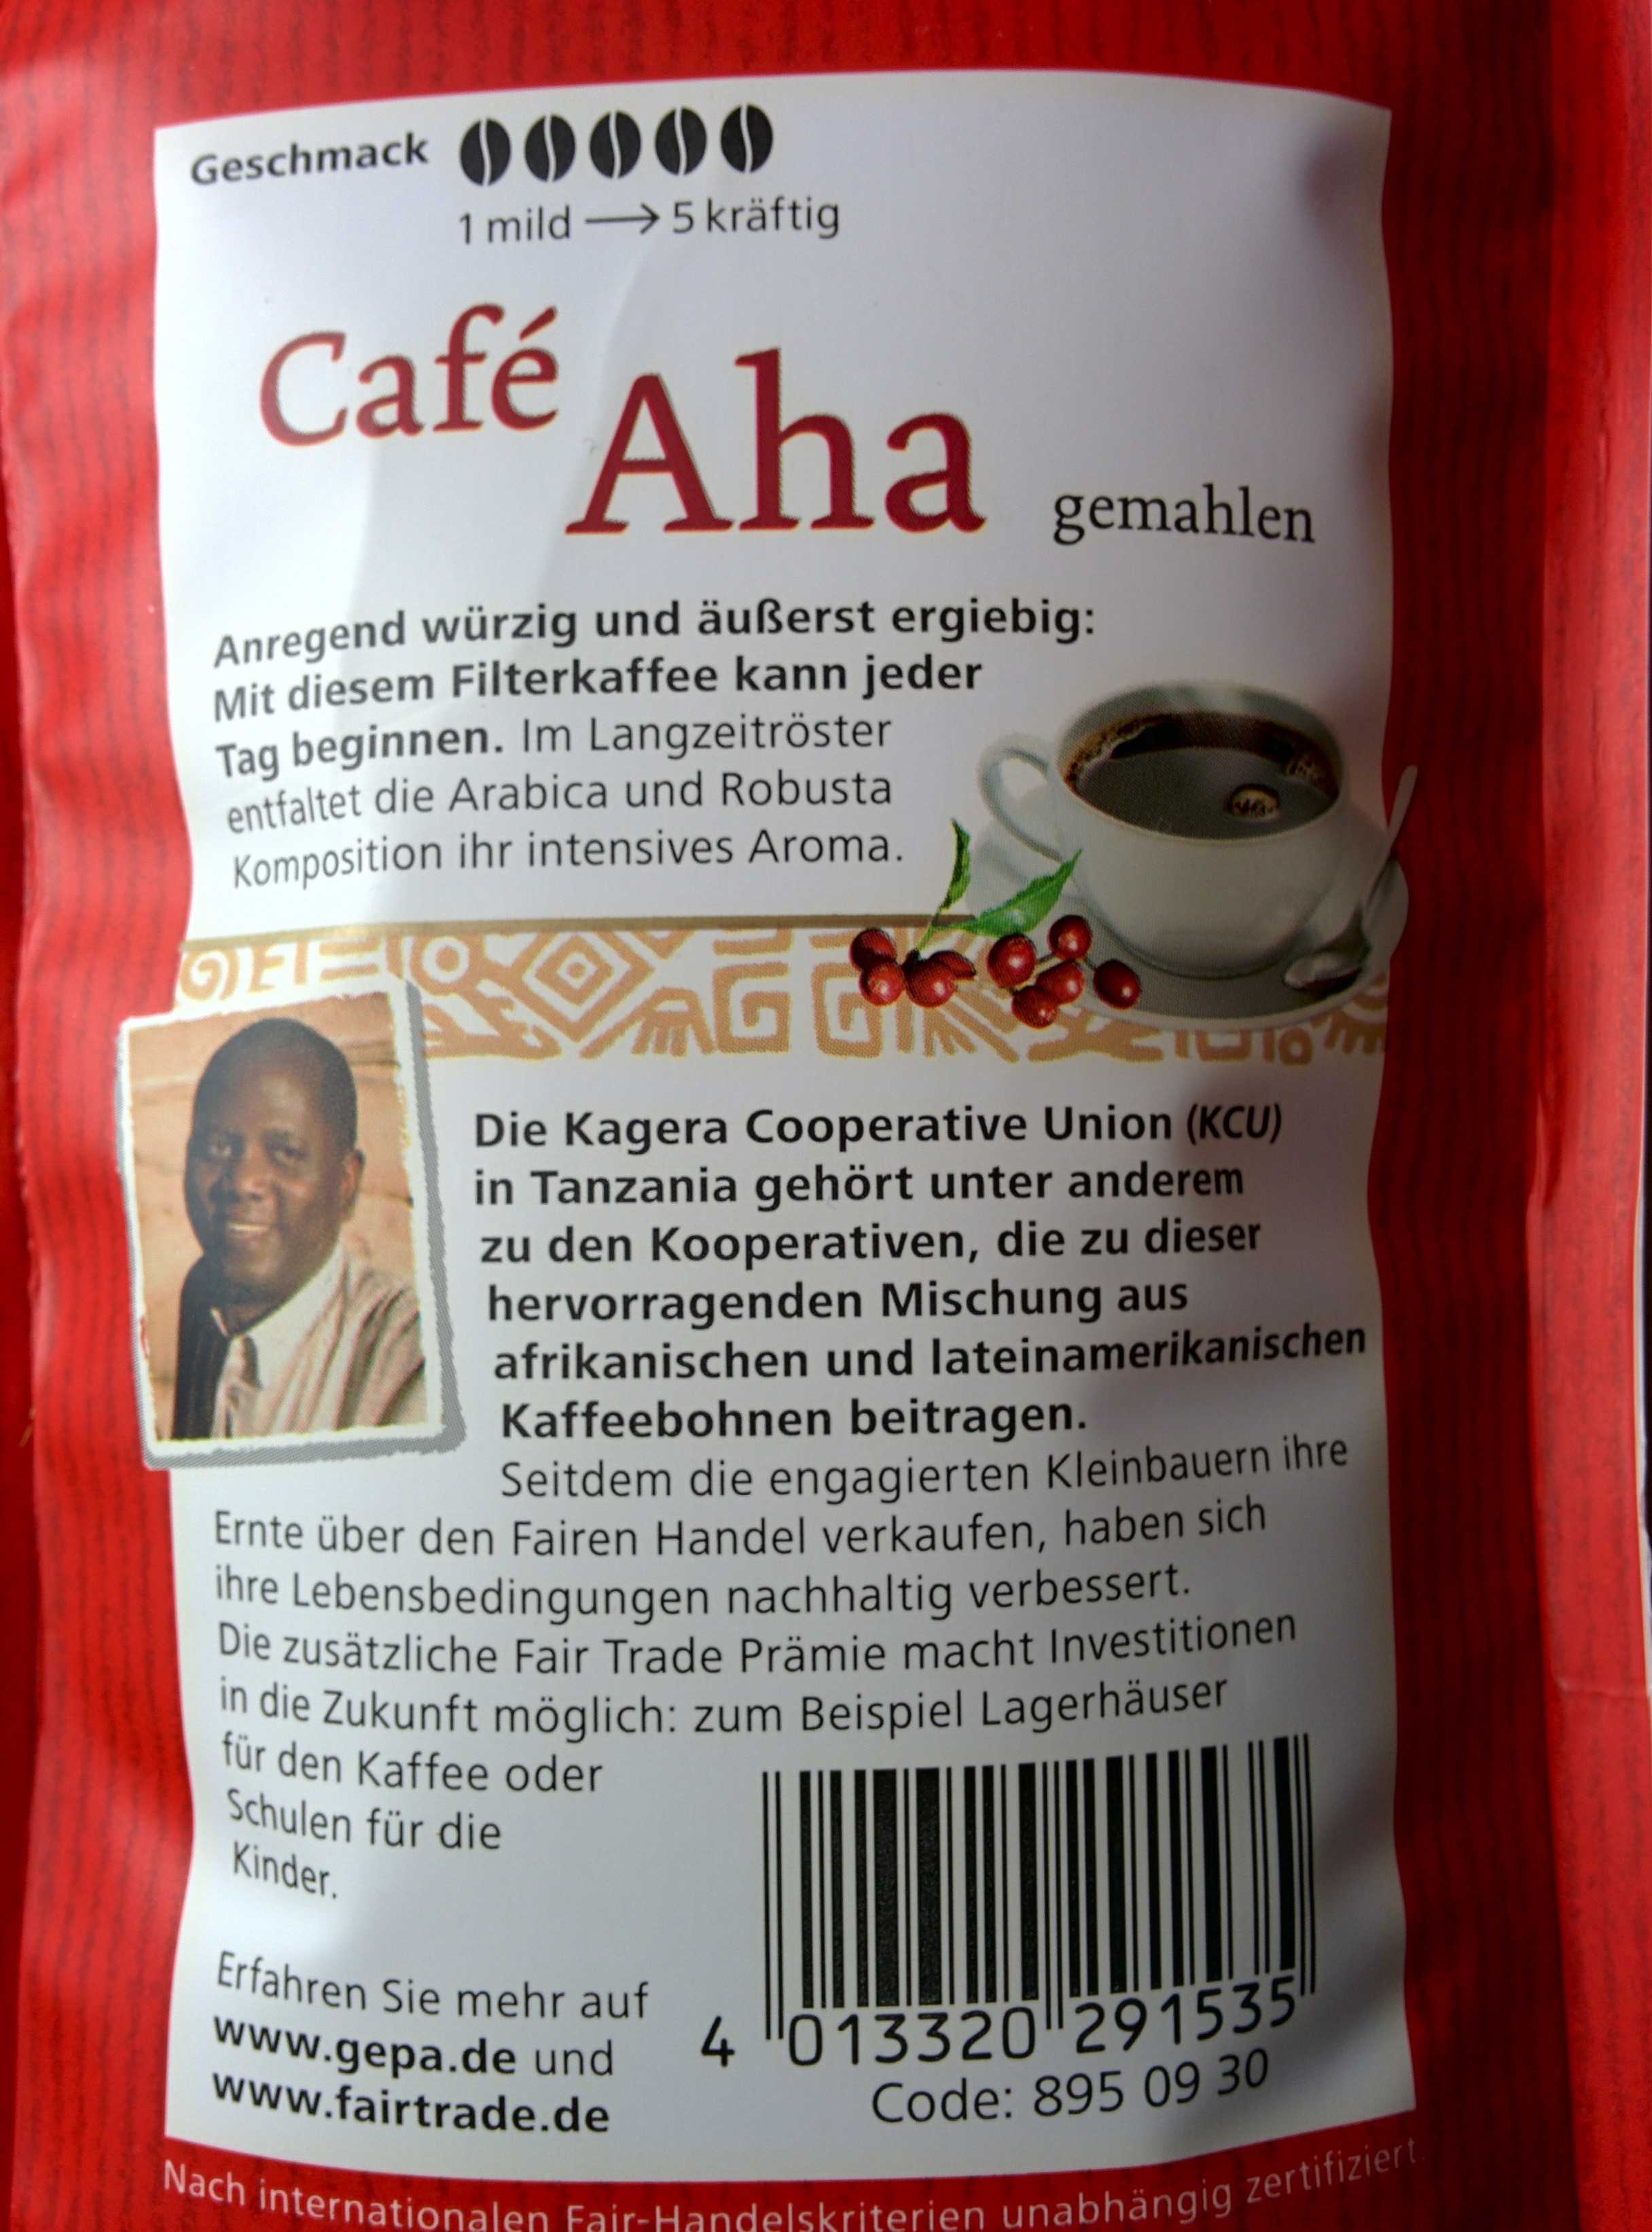 Geschmack
1 mild → 5 kräftig
Café Aha gemahlen
Anregend würzig und äußerst ergiebig:
Mit diesem Filterkaffee kann jeder
Tag beginnen. Im Langzeitröster
entfaltet die Arabica und Robusta
Komposition ihr intensives Aroma.
Die Kagera Cooperative Union (KCU)
in Tanzania gehört unter anderem
zu den Kooperativen, die zu dieser
hervorragenden Mischung aus
afrikanischen und lateinamerikanischen
Kaffeebohnen beitragen.
Seitdem die engagierten Kleinbauern ihre
Ernte über den Fairen Handel verkaufen, haben sich
ihre Lebensbedingungen nachhaltig verbessert.
Die zusätzliche Fair Trade Prämie macht Investitionen
in die Zukunft möglich: zum Beispiel Lagerhäuser
für den Kaffee oder
Schulen für die
Kinder.
Erfahren Sie mehr auf
www.gepa.de und
www.fairtrade.de
4 013320 291535
Code: 895 09 30
Nach internationalen Fair-Handelskriterien unabhängig zertifiziert.